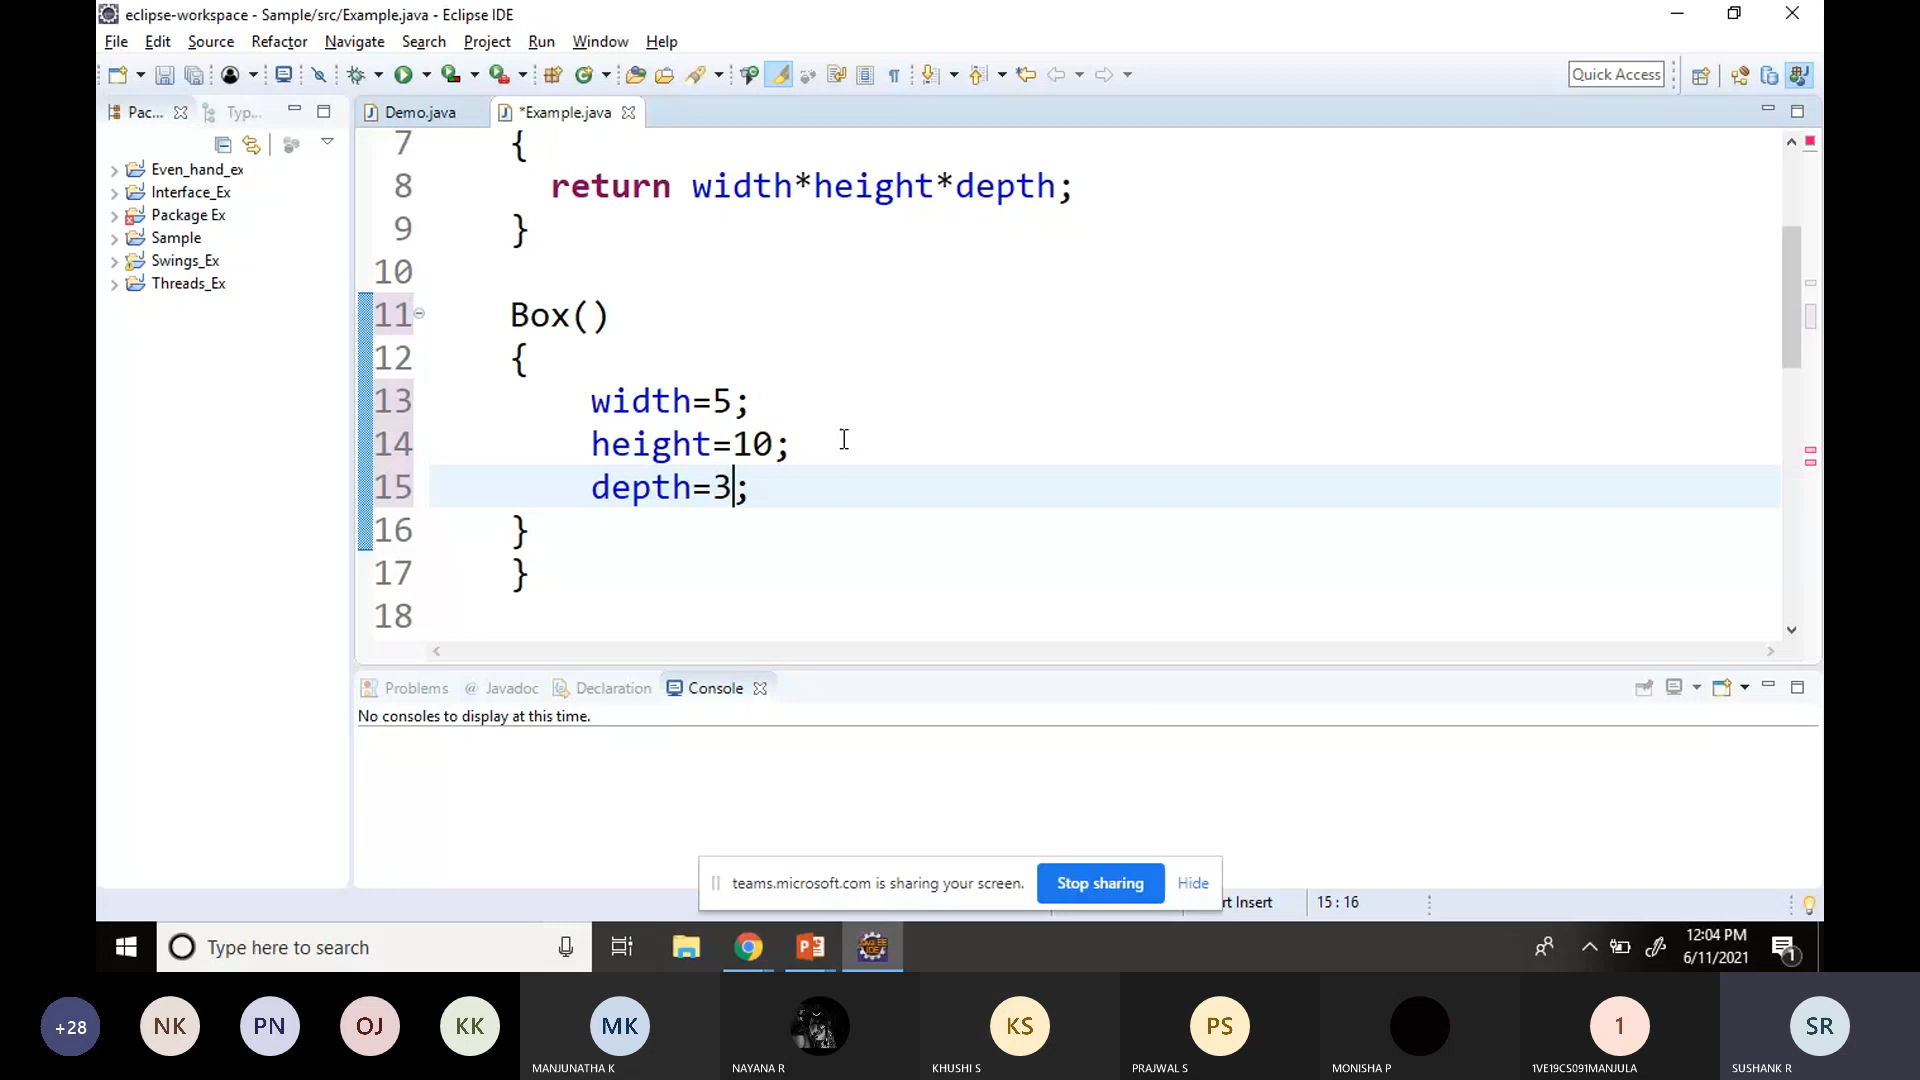 eclipse-workspace - Sample/src/Example.java - Eclipse IDE
File Edit Source Refactor Navigate Search Project Run Window Help
Quick Access
Pac... Typ... Demo.java *Example.java
Even_hand_ex
Interface_Ex
Package Ex
Sample
Swings_Ex
Threads_Ex
7 {
8 return width*height*depth;
9 }
10
11 Box()
12 {
13 width=5;
14 height=10;
15 depth=3;
16 }
17 }
18
Problems @ Javadoc Declaration Console
No consoles to display at this time.
teams.microsoft.com is sharing your screen. Stop sharing Hide
rt Insert 15 : 16
Type here to search
12:04 PM
6/11/2021
1
+28 NK PN OJ KK MK KS PS 1 SR
MANJUNATHA K NAYANA R KHUSHI S PRAJWAL S MONISHA P 1VE19CS091MANJULA SUSHANK R